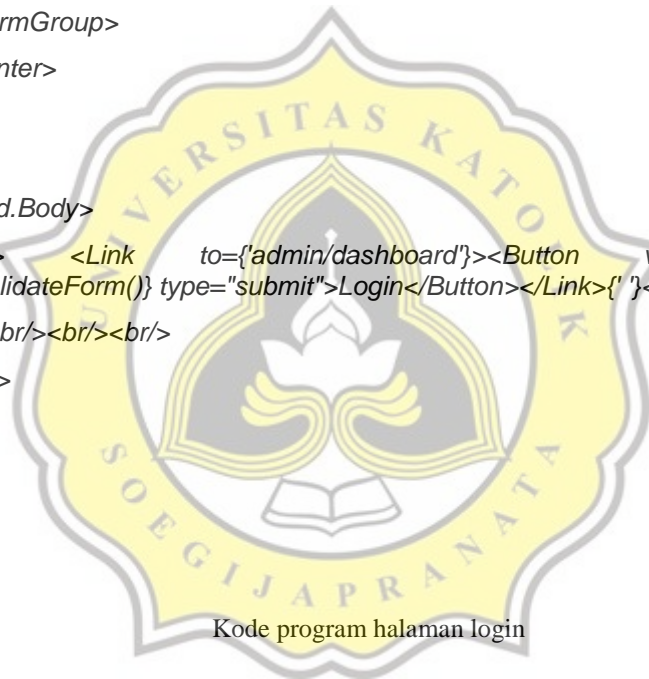 rmGroup>
nter>
d.Body>
> <Link to={'admin/dashboard'}><Button v
lidateForm()} type="submit">Login</Button></Link>{' '}<
br/><br/><br/>
>
UNIVERSITAS KATOLIK
SOEGIJAPRANATA
Kode program halaman login